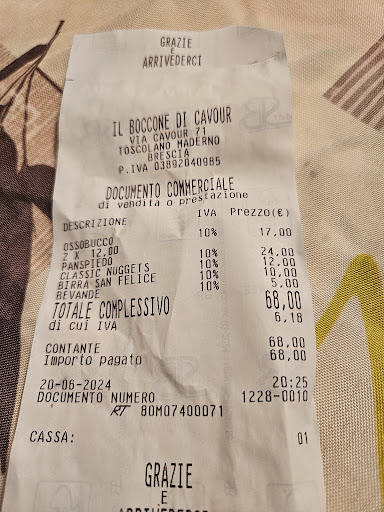 GRAZIE
E
ARRIVEDERCI
IL BOCCONE DI CAVOUR
VIA CAVOUR 71
TOSCOLANO MADERNO
BRESCIA
P.IVA 03892840985
DOCUMENTO COMMERCIALE
di vendita o prestazione
DESCRIZIONE IVA Prezzo(€)
OSSOBUCCO 10% 17,00
2 X 12,00
PANSPIEDO 10% 24,00
CLASSIC NUGGETS 10% 12,00
BIRRA SAN FELICE 10% 10,00
BEVANDE 10% 5,00
TOTALE COMPLESSIVO 68,00
di cui IVA 6,18
CONTANTE 68,00
Importo pagato 68,00
20-06-2024 20:25
DOCUMENTO NUMERO 1228-0010
RT 80M07400071
CASSA: 01
GRAZIE
E
ARRIVEDERCI